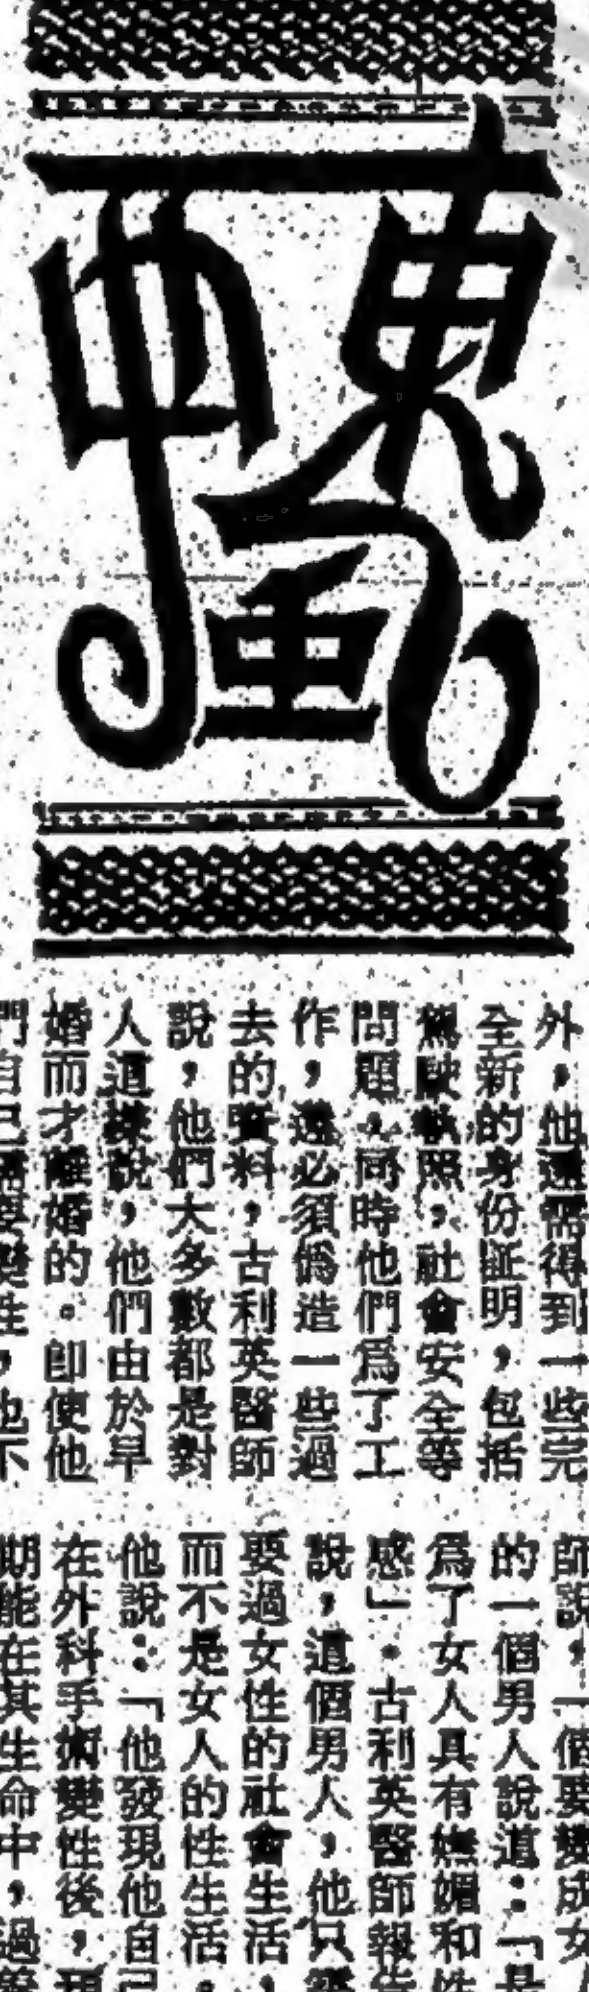 東西風
外，他還需得到一些完
全新的身份証明，包括
駕駛執照，社會安全等
問題．同時他們爲了工
作，還必須僞造一些過
去的資料，古利英醫師
說，他們大多數都是對
人這樣說，他們由於早
婚而才離婚的。卽使他
們自己需要變性，也不
師說，一個要變成女
的一個男人說道：「是
爲了女人具有嫵媚和性
感」．古利英醫師報告
說，這個男人，他只
要過女性的社會生活，
而不是女人的性生活．
他說：「他發現他自己
在外科手術變性後，
期能在其生命中，過